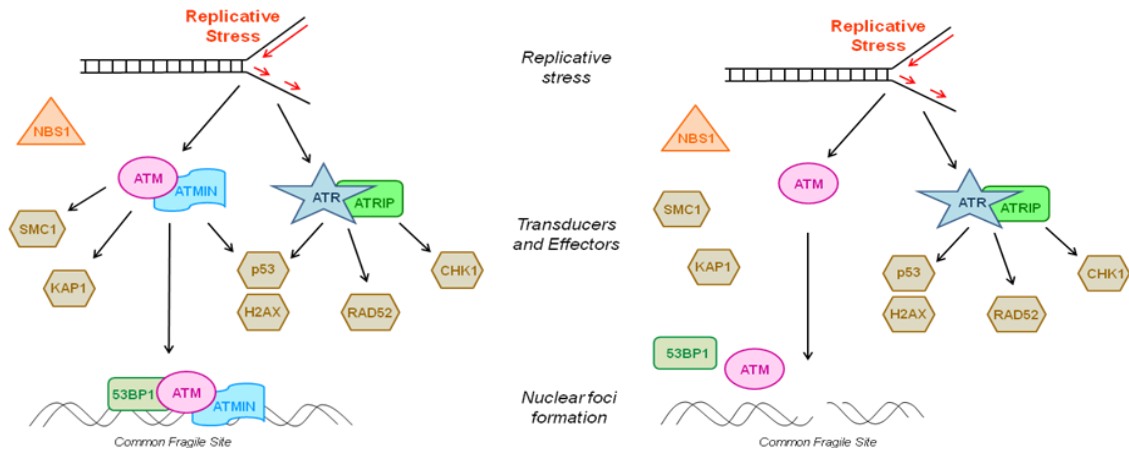 Replicative
Stress
NBS1
ATM
ATMIN
ATR
ATRIP
SMC1
KAP1
p53
H2AX
RAD52
CHK1
53BP1
ATM
ATMIN
Common Fragile Site
Replicative
stress
Transducers
and Effectors
Nuclear foci
formation
Replicative
Stress
NBS1
ATM
ATR
ATRIP
SMC1
KAP1
p53
H2AX
RAD52
CHK1
53BP1
ATM
Common Fragile Site